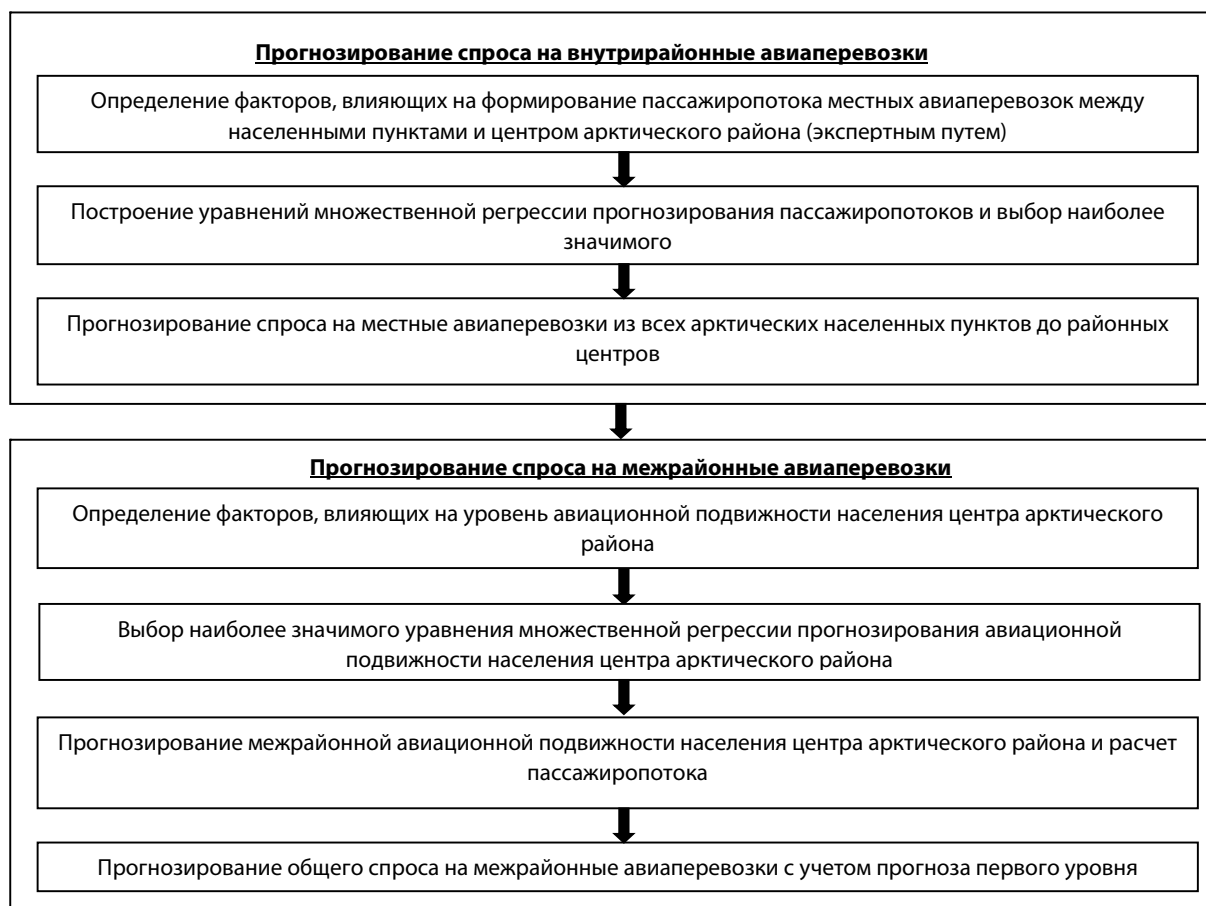 Прогнозирование спроса на внутрирайонные авиаперевозки
Определение факторов, влияющих на формирование пассажиропотока местных авиаперевозок между
населенными пунктами и центром арктического района (экспертным путем)
Построение уравнений множественной регрессии прогнозирования пассажиропотоков и выбор наиболее
значимого
Прогнозирование спроса на местные авиаперевозки из всех арктических населенных пунктов до районных
центров
Прогнозирование спроса на межрайонные авиаперевозки
Определение факторов, влияющих на уровень авиационной подвижности населения центра арктического
района
Выбор наиболее значимого уравнения множественной регрессии прогнозирования авиационной
подвижности населения центра арктического района
Прогнозирование межрайонной авиационной подвижности населения центра арктического района и расчет
пассажиропотока
Прогнозирование общего спроса на межрайонные авиаперевозки с учетом прогноза первого уровня